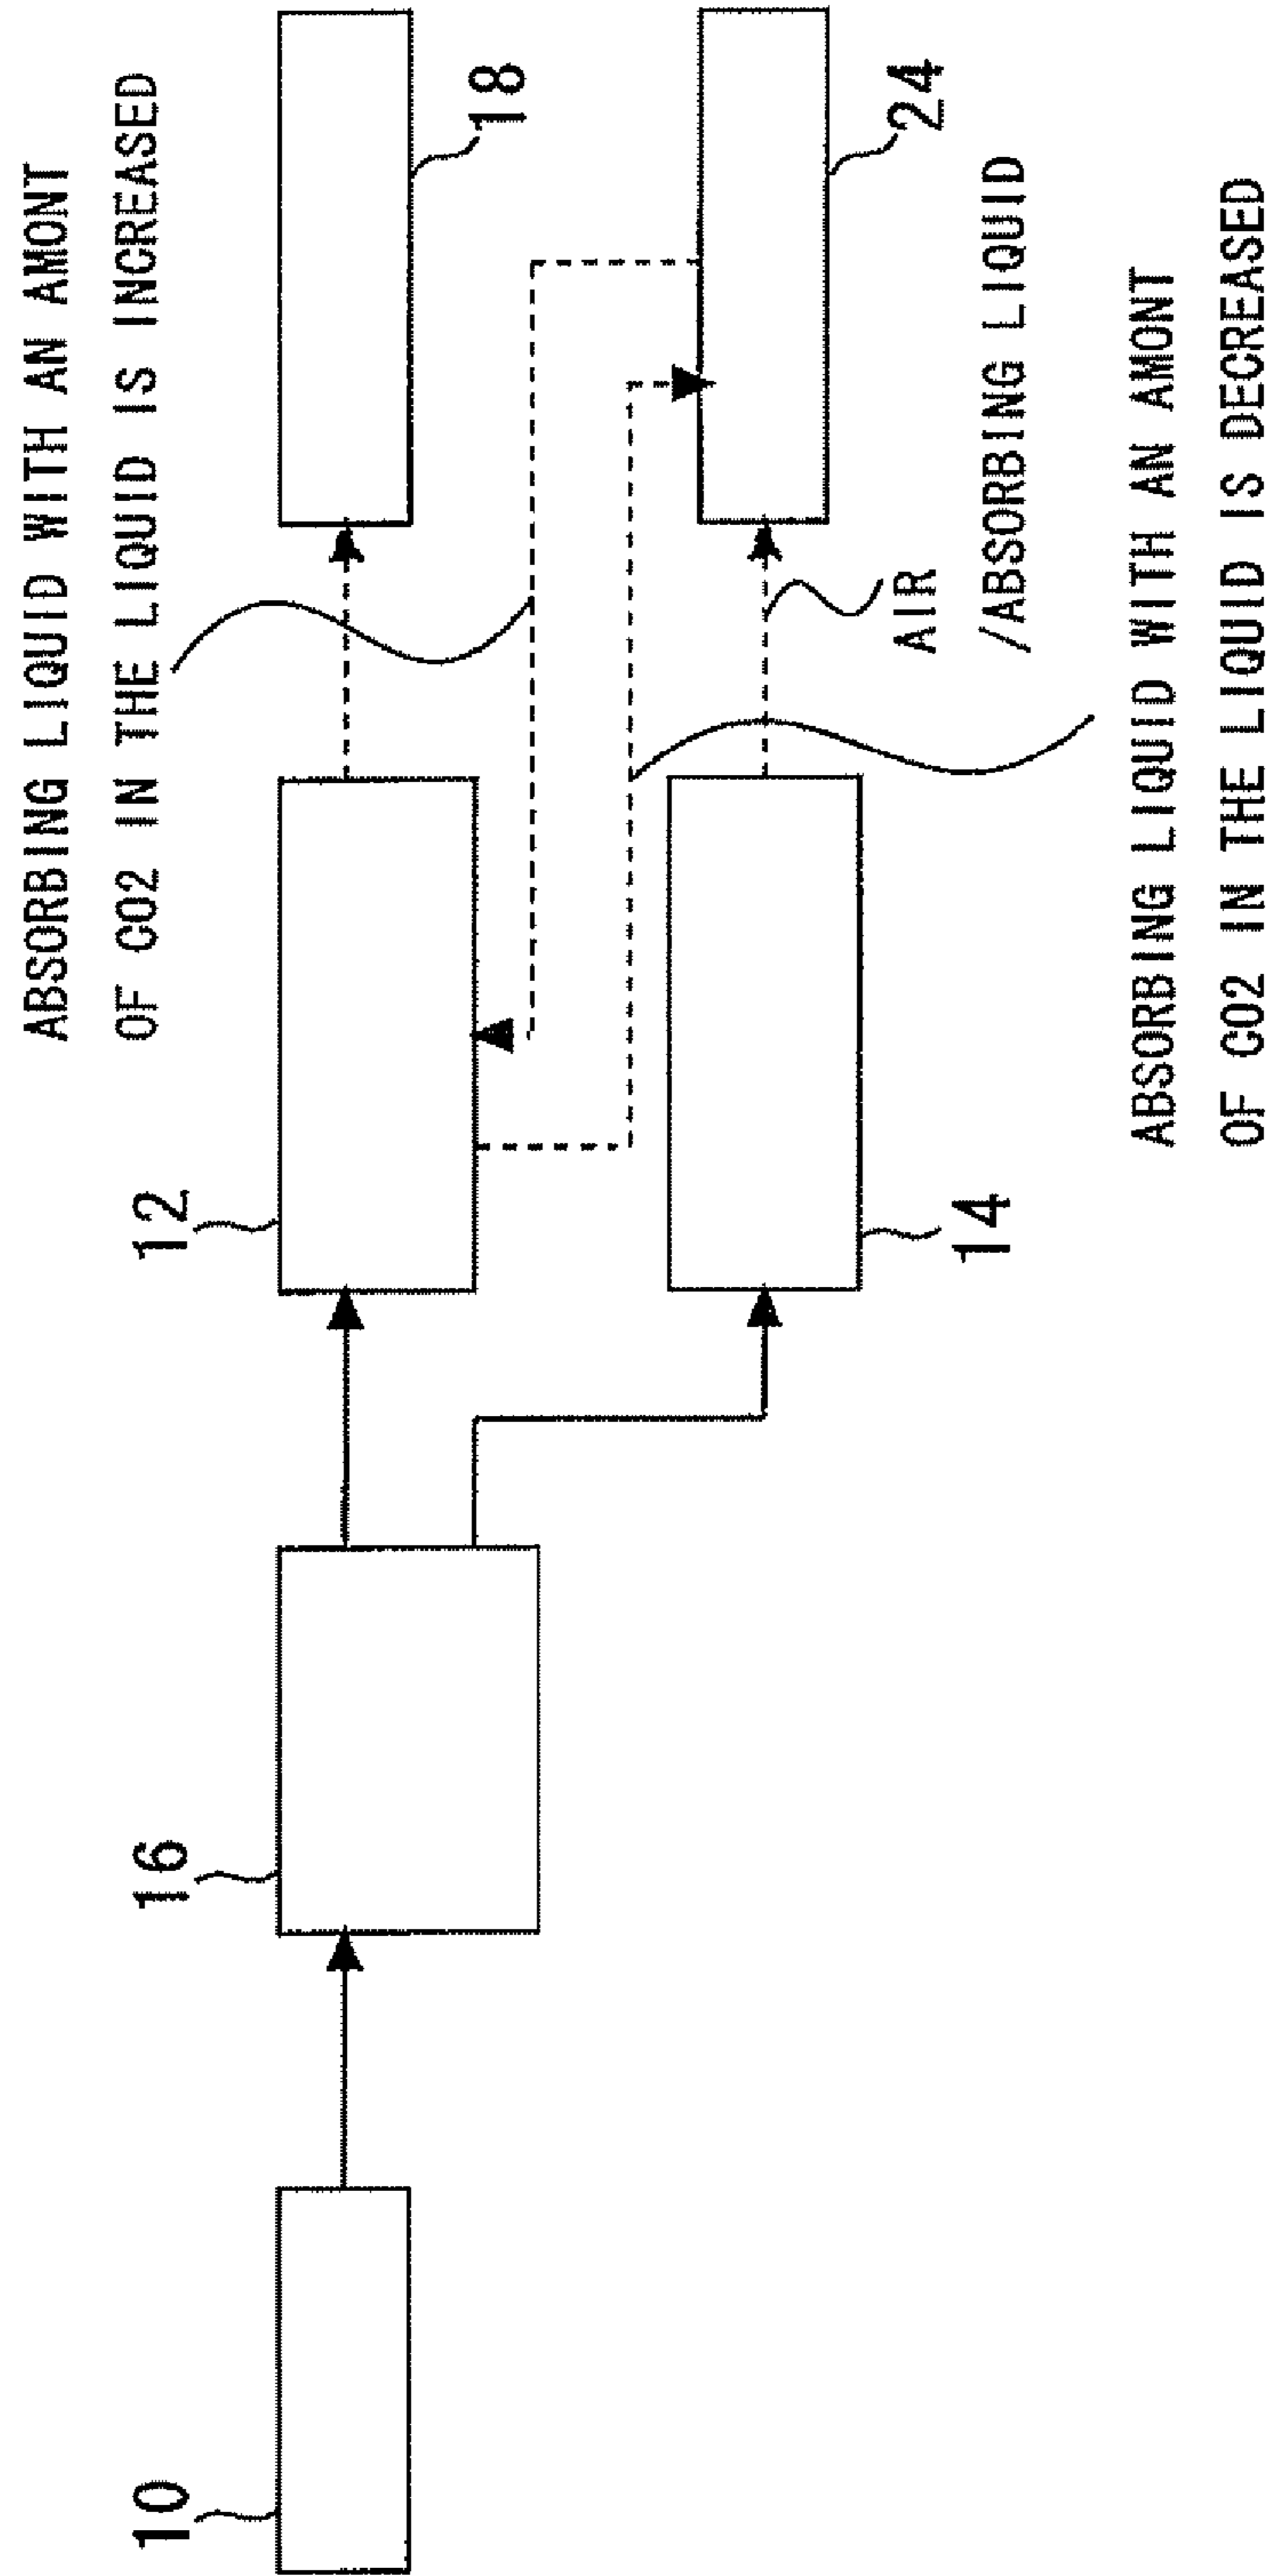 ABSORBING LIQUID WITH AN AMONT
OF CO2 IN THE LIQUID IS INCREASED
10
16
12
18
14
24
AIR
/ABSORBING LIQUID
ABSORBING LIQUID WITH AN AMONT
OF CO2 IN THE LIQUID IS DECREASED